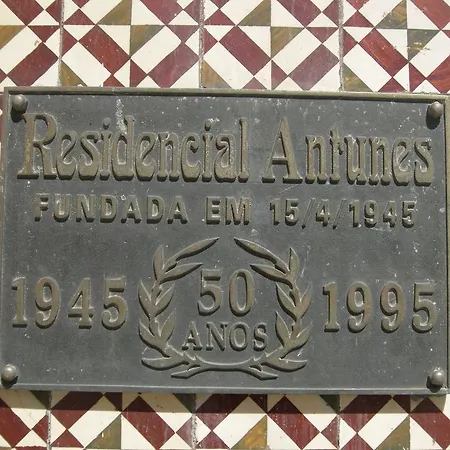 Residencial Antunes
FUNDADA EM 15/4/1945
1945 50 1995
ANOS